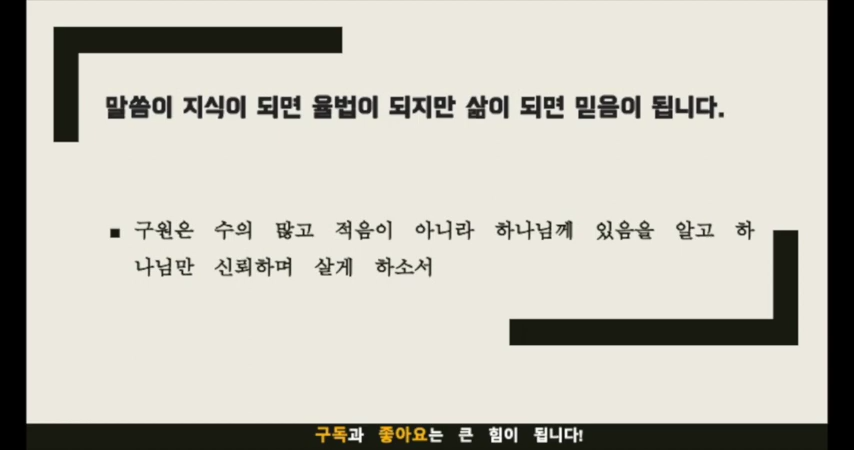 말씀이 지식이 되면 율법이 되지만 삶이 되면 믿음이 됩니다.
■ 구원은 수의 많고 적음이 아니라 하나님께 있음을 알고 하
나님만 신뢰하며 살게 하소서
구독과 좋아요는 큰 힘이 됩니다!